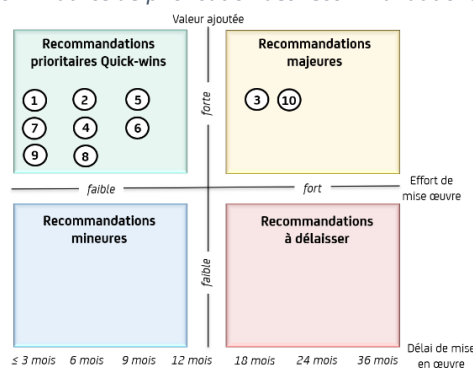 Valeur ajoutée
Recommandations
prioritaires Quick-wins
Recommandations
majeures
1 2 5
7 4 6
9 8
3 10
forte
faible
fort
Effort de
mise œuvre
Recommandations
mineures
Recommandations
à délaisser
faible
≤ 3 mois 6 mois 9 mois 12 mois 18 mois 24 mois 36 mois
Délai de mise
en œuvre